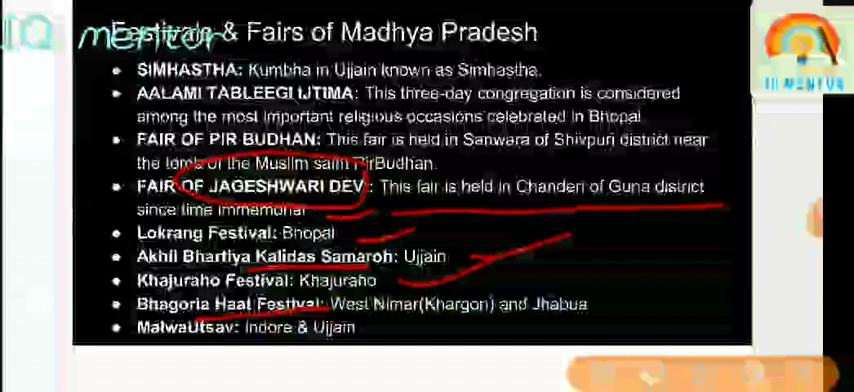 IQ mentor
Festivals & Fairs of Madhya Pradesh
IQ MENTOR
• SIMHASTHA: Kumbha in Ujjain known as Simhastha.
• AALAMI TABLEEGI IJTIMA: This three-day congregation is considered
among the most important religious occasions celebrated in Bhopal
• FAIR OF PIR BUDHAN: This fair is held in Sanwara of Shivpuri district near
the tomb of the Muslim saint PirBudhan.
• FAIR OF JAGESHWARI DEVI: This fair is held in Chanderi of Guna district
since time immemorial
• Lokrang Festival: Bhopal
• Akhil Bhartiya Kalidas Samaroh: Ujjain
• Khajuraho Festival: Khajuraho
• Bhagoria Haat Festival: West Nimar(Khargon) and Jhabua
• MalwaUtsav: Indore & Ujjain